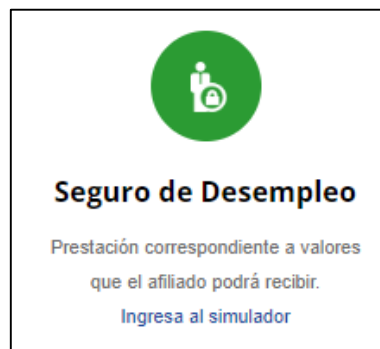 Seguro de Desempleo
Prestación correspondiente a valores
que el afiliado podrá recibir.
Ingresa al simulador